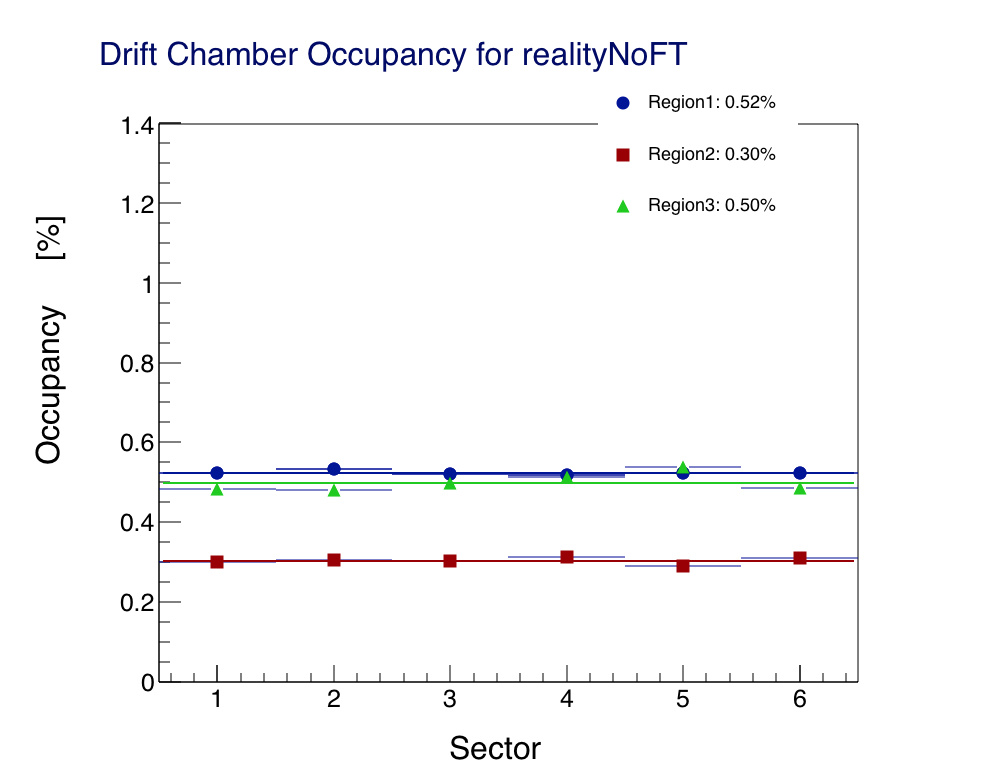 Drift Chamber Occupancy for realityNoFT
Region1: 0.52%
Region2: 0.30%
Region3: 0.50%
Occupancy [%]
1.4
1.2
1
0.8
0.6
0.4
0.2
0
1 2 3 4 5 6
Sector